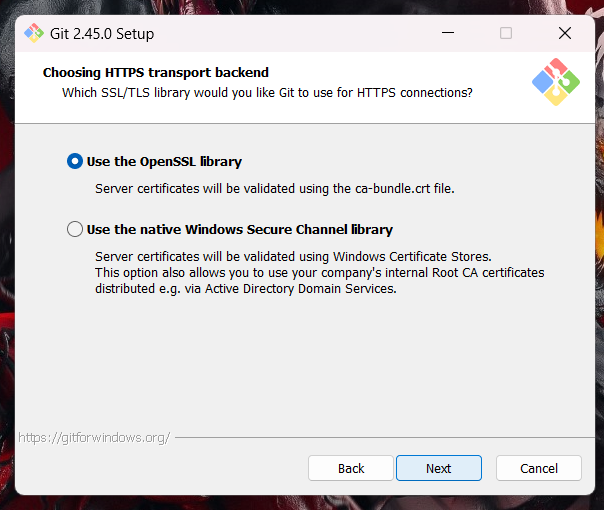 Git 2.45.0 Setup
Choosing HTTPS transport backend
Which SSL/TLS library would you like Git to use for HTTPS connections?
Use the OpenSSL library
Server certificates will be validated using the ca-bundle.crt file.
Use the native Windows Secure Channel library
Server certificates will be validated using Windows Certificate Stores.
This option also allows you to use your company's internal Root CA certificates
distributed e.g. via Active Directory Domain Services.
https://gitforwindows.org/
Back Next Cancel